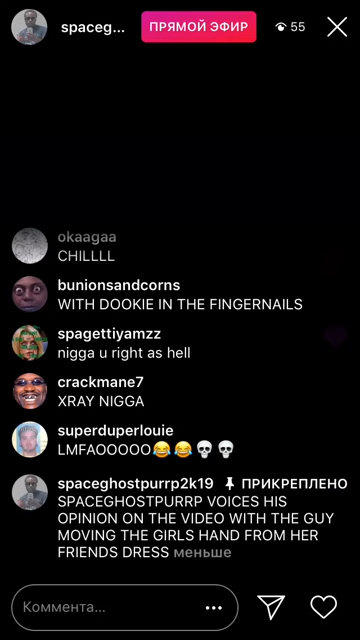 spaceg...
ПРЯМОЙ ЭФИР
55
okaagaa
CHILLLL
bunionsandcorns
WITH DOOKIE IN THE FINGERNAILS
spagettiyamzz
nigga u right as hell
crackmane7
XRAY NIGGA
superduperlouie
LMFAOOOOO😂😂💀💀
spaceghostpurrp2k19 📌 ПРИКРЕПЛЕНО
SPACEGHOSTPURRP VOICES HIS
OPINION ON THE VIDEO WITH THE GUY
MOVING THE GIRLS HAND FROM HER
FRIENDS DRESS меньше
Коммента...